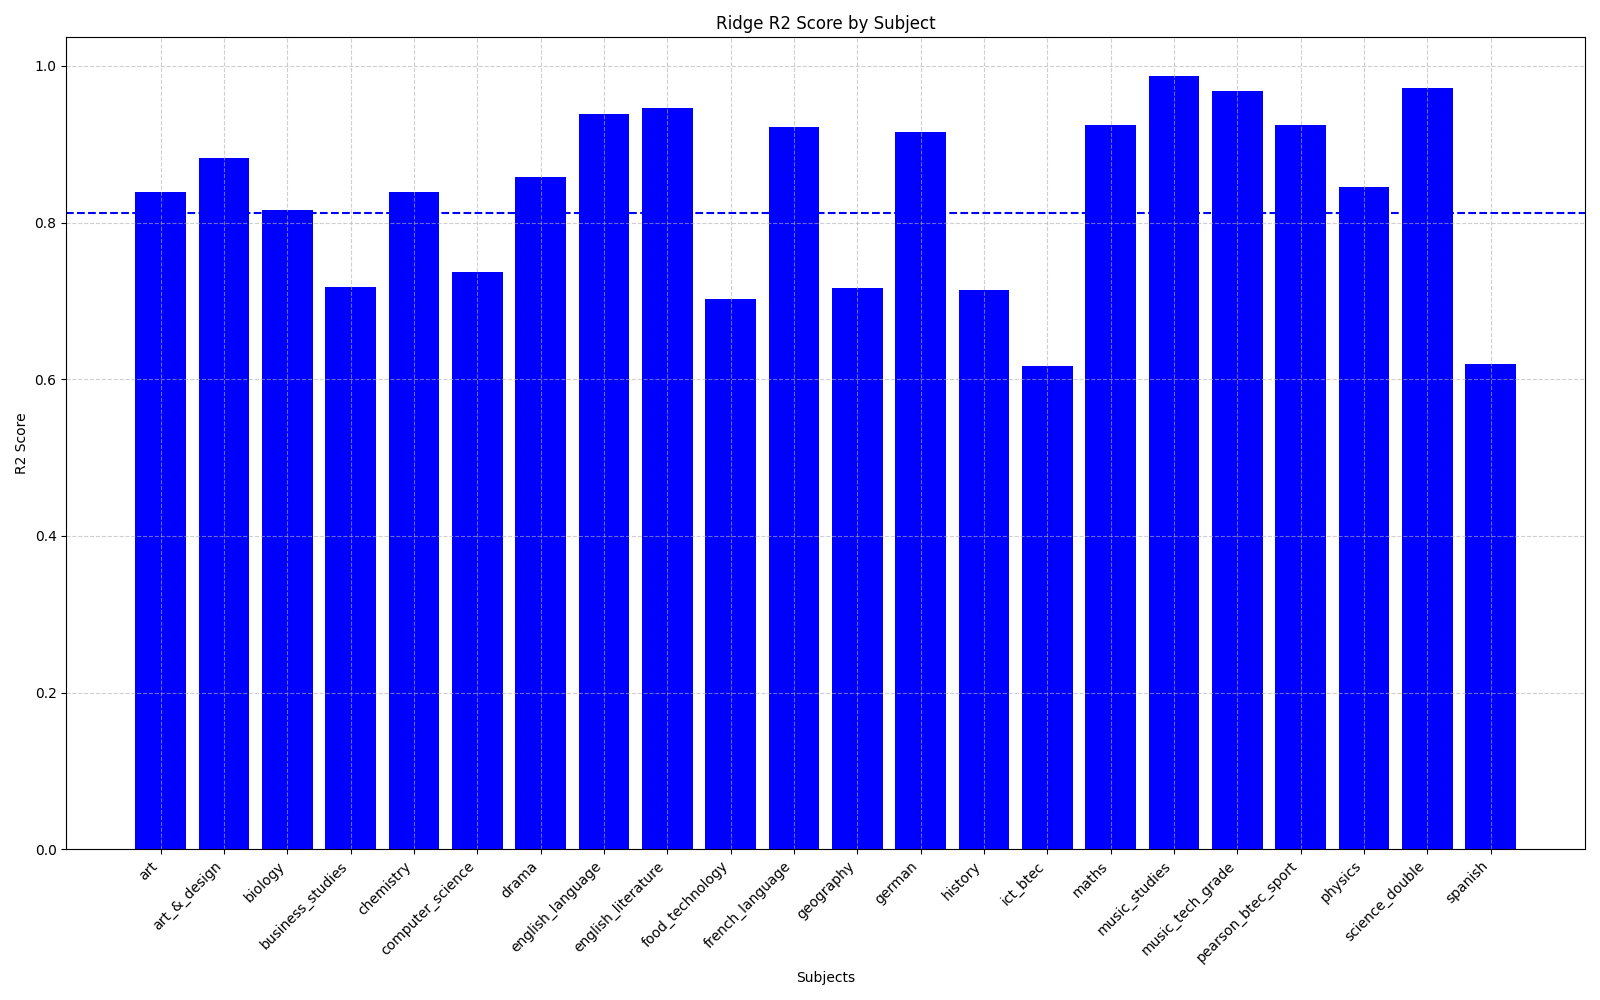 Ridge R2 Score by Subject
1.0
0.8
0.6
0.4
0.2
0.0
R2 Score
art
art_&_design
biology
business_studies
chemistry
computer_science
drama
english_language
english_literature
food_technology
french_language
geography
german
history
ict_btec
maths
music_studies
music_tech_grade
pearson_btec_sport
physics
science_double
spanish
Subjects